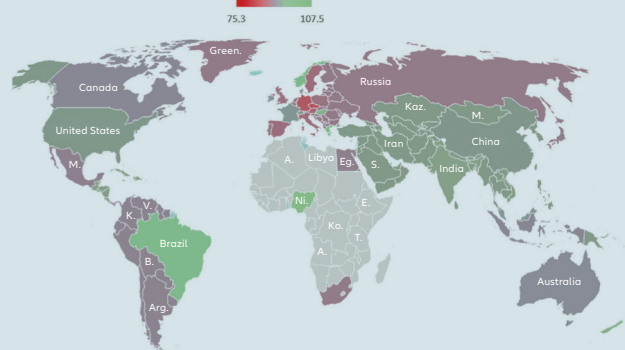 75.3 107.5
Green.
Canada
Russia
United States
Kaz.
M.
China
Iran
India
M.
A.
Libya
Eg.
S.
Ni.
E.
V.
K.
Ko.
T.
Brazil
B.
A.
Arg.
Australia